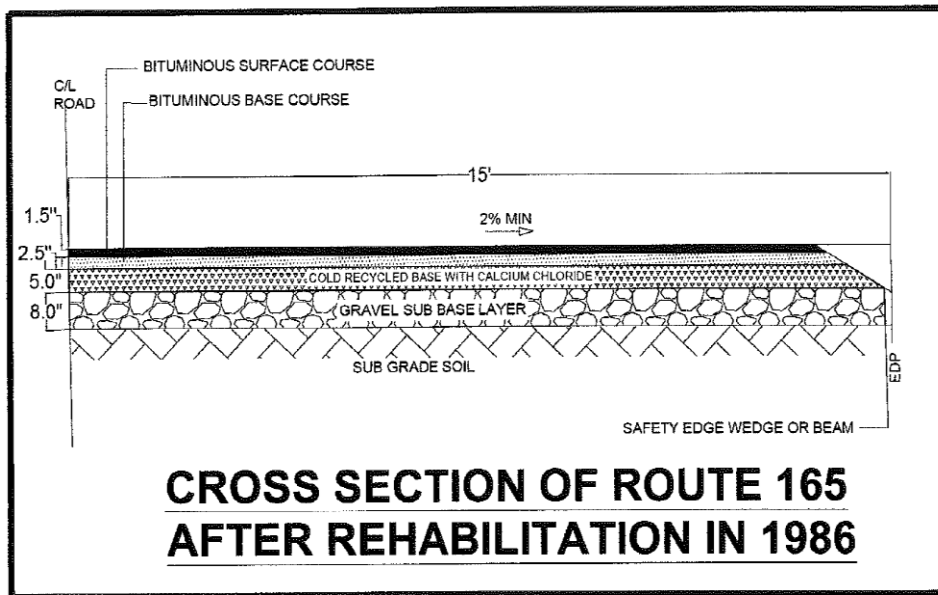 BITUMINOUS SURFACE COURSE
C/L
ROAD
BITUMINOUS BASE COURSE
15'
1.5"
2% MIN
2.5"
COLD RECYCLED BASE WITH CALCIUM CHLORIDE
5.0"
8.0"
GRAVEL SUB BASE LAYER
SUB GRADE SOIL
EDP
SAFETY EDGE WEDGE OR BEAM
CROSS SECTION OF ROUTE 165
AFTER REHABILITATION IN 1986